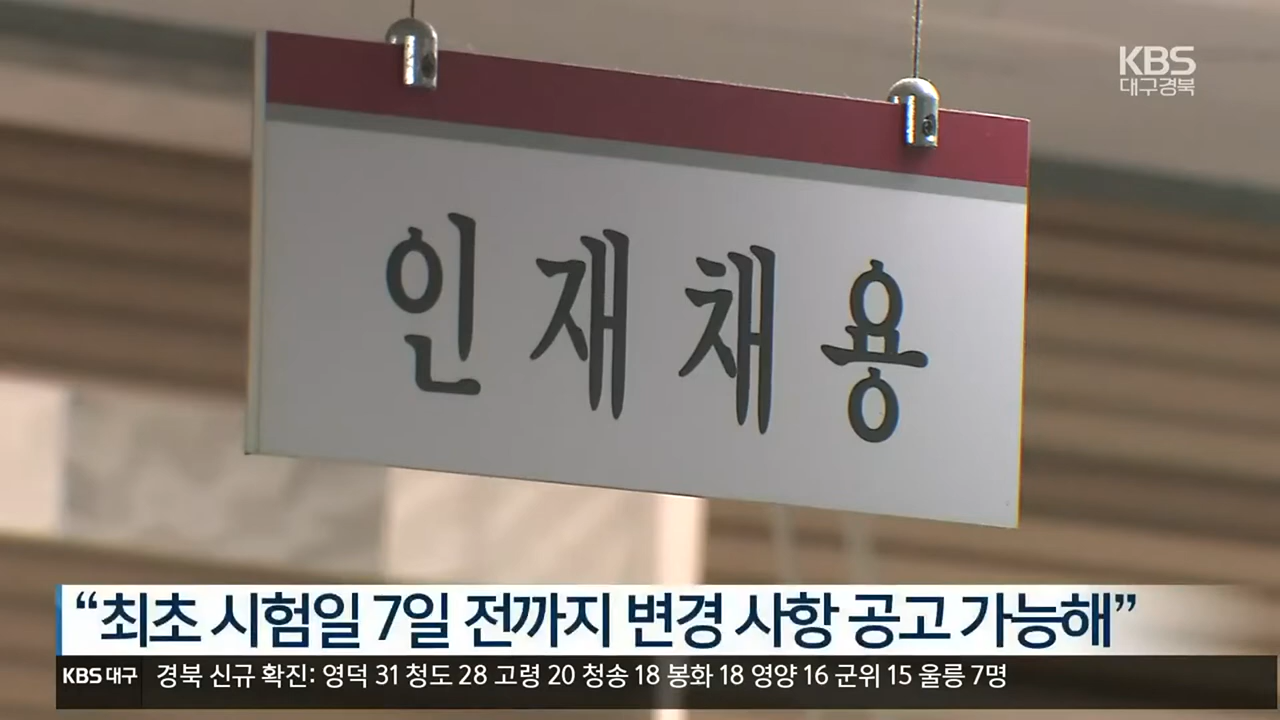 KBS
대구경북
인재채용
“최초 시험일 7일 전까지 변경 사항 공고 가능해”
KBS 대구 경북 신규 확진: 영덕 31 청도 28 고령 20 청송 18 봉화 18 영양 16 군위 15 울릉 7명